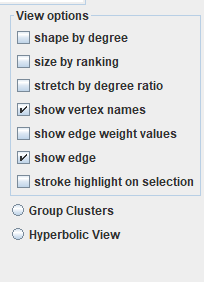 View options
shape by degree
size by ranking
stretch by degree ratio
show vertex names
show edge weight values
show edge
stroke highlight on selection
Group Clusters
Hyperbolic View